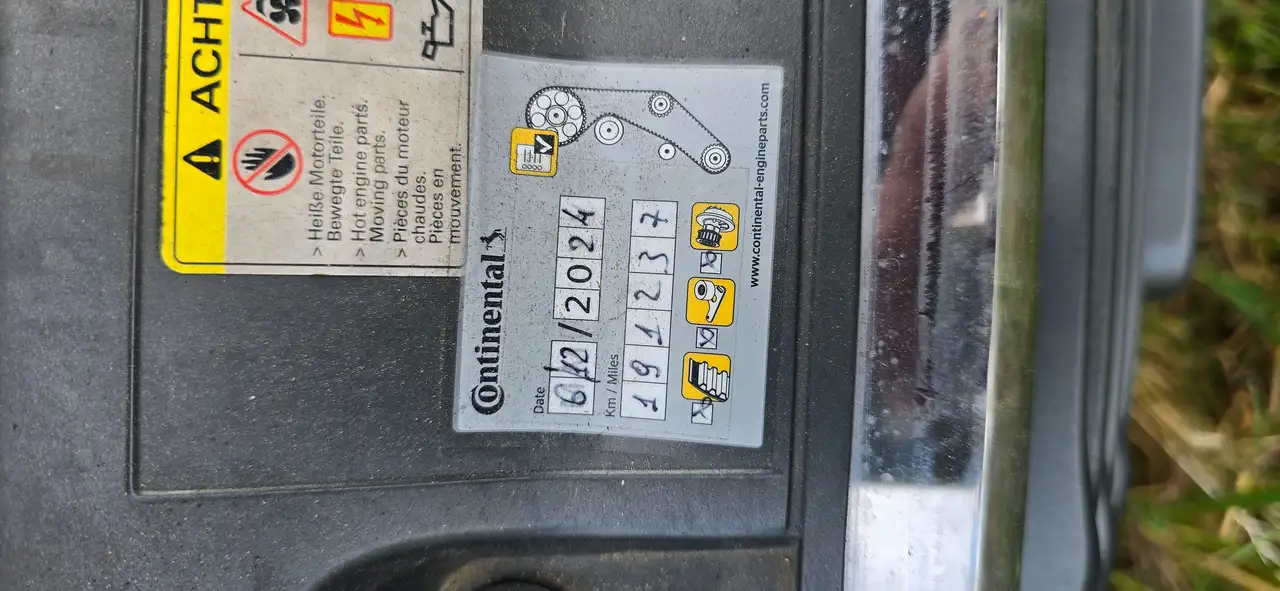 ACHT
> Heiße Motorteile.
Bewegte Teile.
> Hot engine parts.
Moving parts.
> Pièces du moteur
chaudes.
Pièces en
mouvement.
Continental
Date
6/12/2024
Km / Miles
191237
www.continental-engineparts.com